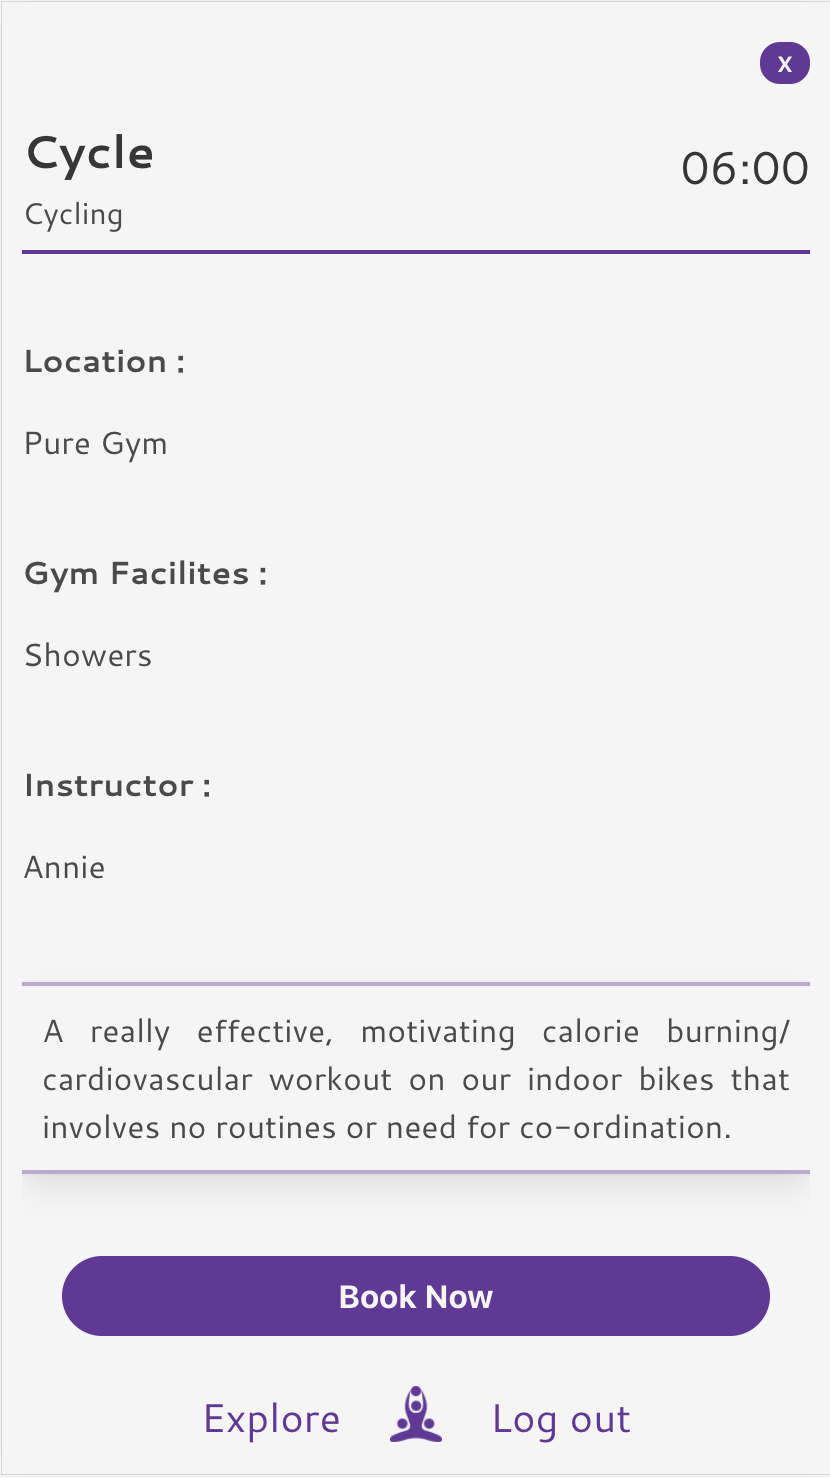 x
Cycle
06:00
Cycling
Location :
Pure Gym
Gym Facilites :
Showers
Instructor :
Annie
A really effective, motivating calorie burning/
cardiovascular workout on our indoor bikes that
involves no routines or need for co-ordination.
Book Now
Explore
Log out